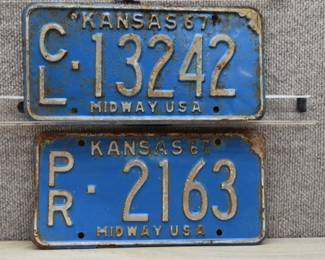 KANSAS 67
CL·13242
MIDWAY USA
KANSAS 67
PR·2163
MIDWAY USA